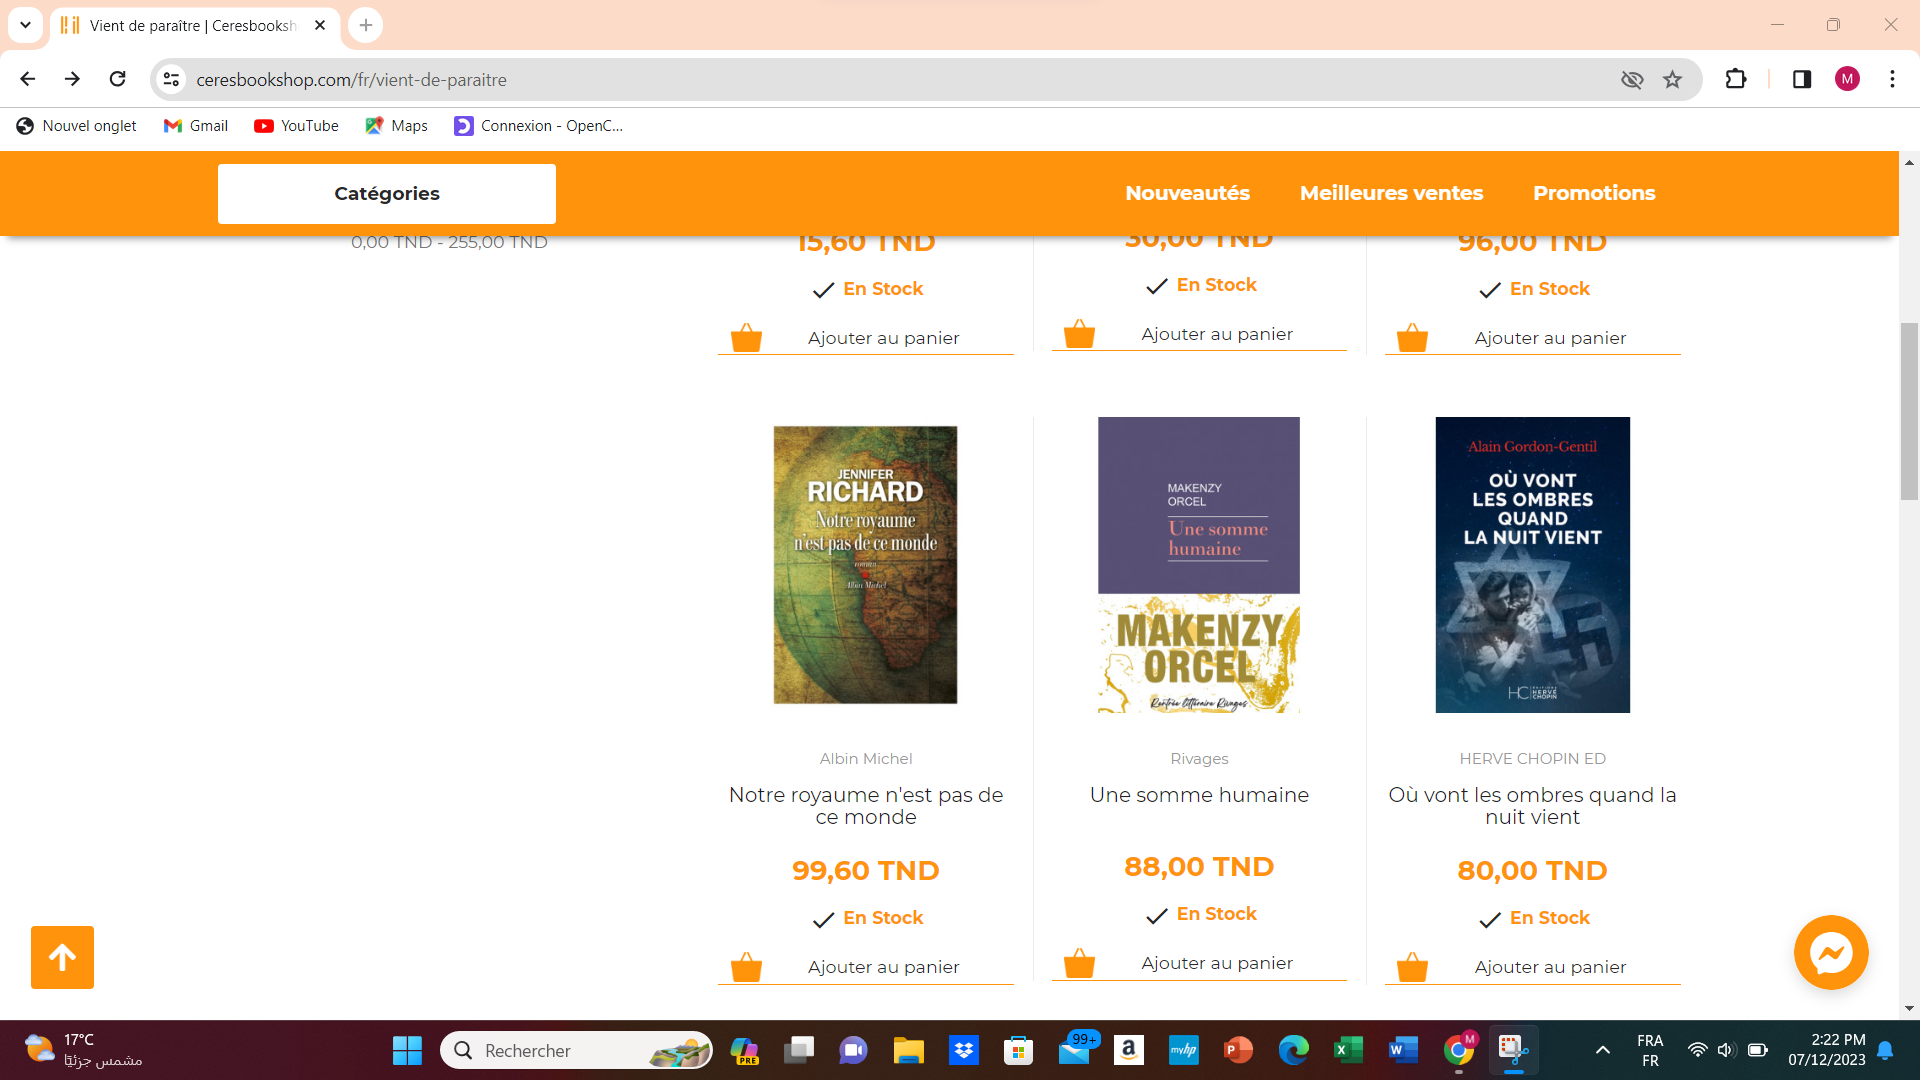 Vient de paraître | Ceresbooksh
ceresbookshop.com/fr/vient-de-paraitre
M
Nouvel onglet
Gmail
YouTube
Maps
Connexion - OpenC...
Catégories
Nouveautés
Meilleures ventes
Promotions
0,00 TND - 255,00 TND
15,60 TND
30,00 TND
96,00 TND
En Stock
En Stock
En Stock
Ajouter au panier
Ajouter au panier
Ajouter au panier
JENNIFER
RICHARD
Notre royaume
n'est pas de ce monde
roman
Albin Michel
MAKENZY
ORCEL
Une somme
humaine
MAKENZY
ORCEL
Rentrée littéraire Rivages
Alain Gordon-Gentil
OÙ VONT
LES OMBRES
QUAND
LA NUIT VIENT
HC ÉDITIONS
HERVÉ
CHOPIN
Albin Michel
Rivages
HERVE CHOPIN ED
Notre royaume n'est pas de
ce monde
Une somme humaine
Où vont les ombres quand la
nuit vient
99,60 TND
88,00 TND
80,00 TND
En Stock
En Stock
En Stock
Ajouter au panier
Ajouter au panier
Ajouter au panier
17°C
مشمس جزئيًا
Rechercher
PRE
99+
a
myhp
P
X
W
M
FRA
FR
2:22 PM
07/12/2023